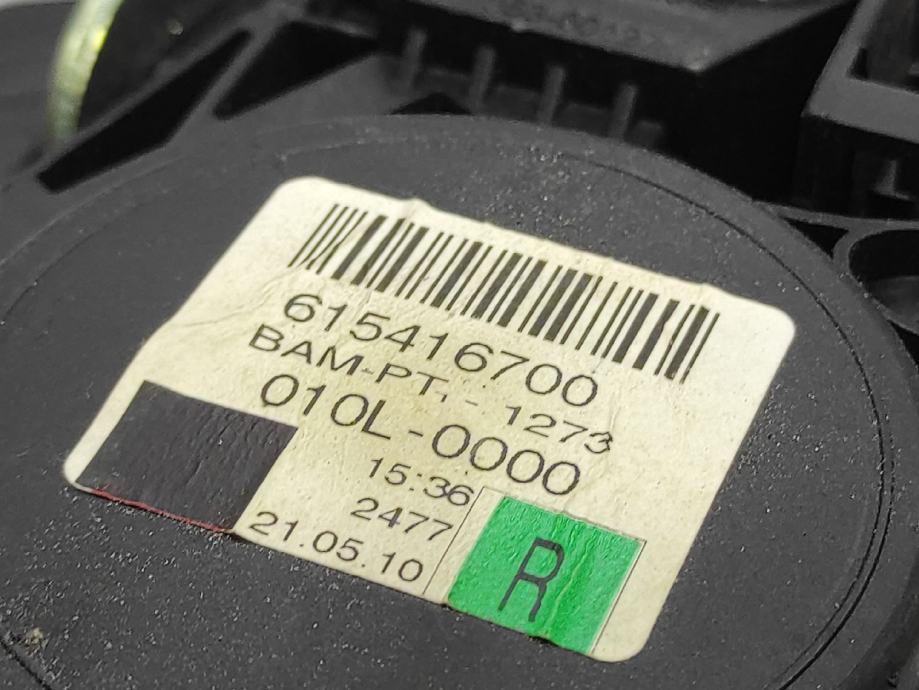 615416700
BAM-PT. - 1273
010L-0000
15:36
2477
21.05.10
R